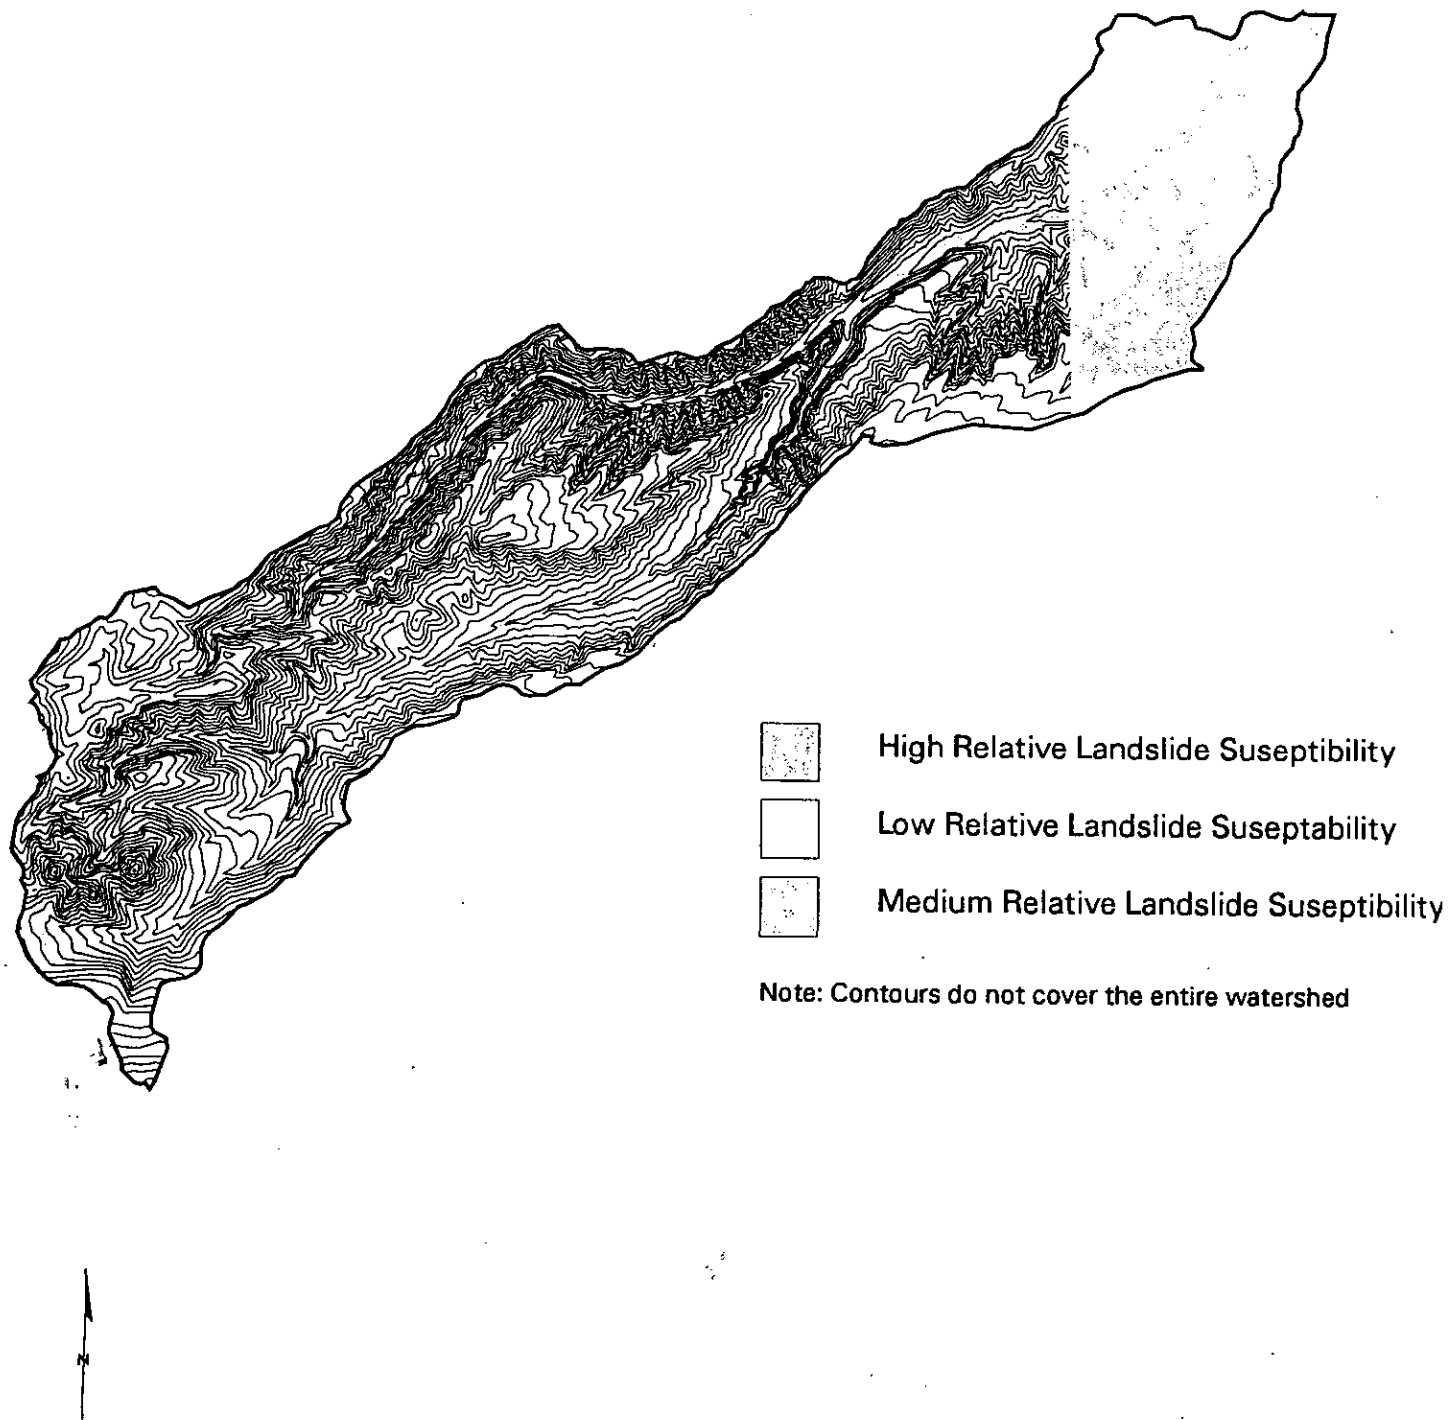 High Relative Landslide Suseptibility
Low Relative Landslide Suseptability
Medium Relative Landslide Suseptibility
Note: Contours do not cover the entire watershed
N